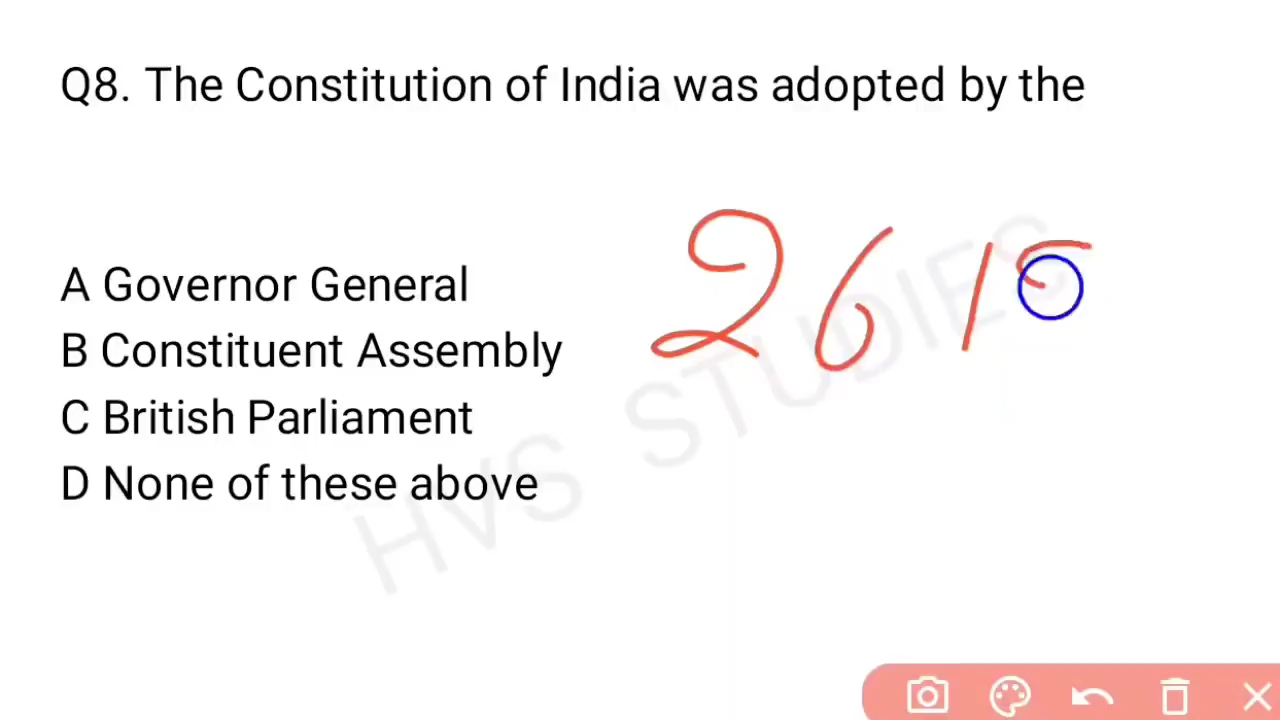 Q8. The Constitution of India was adopted by the
26 1
A Governor General
B Constituent Assembly
C British Parliament
D None of these above
HVS STUDIES